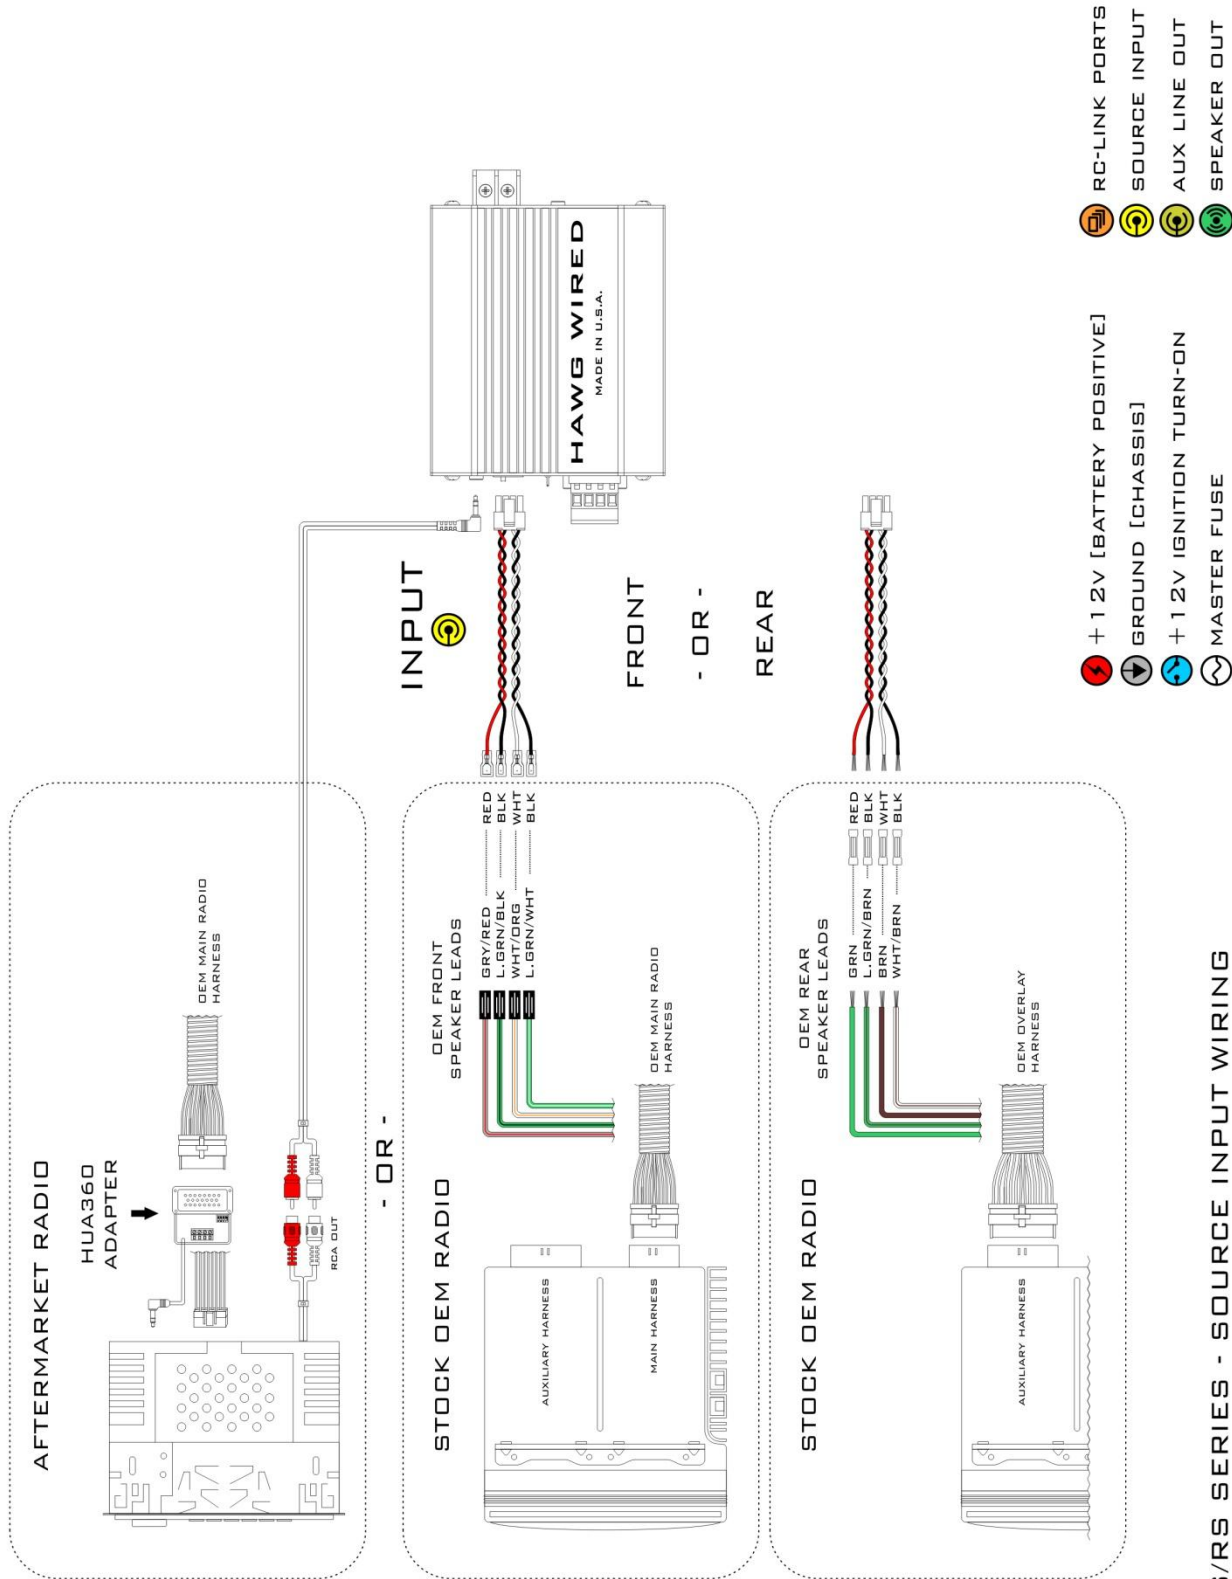 AFTERMARKET RADIO
HUA360
ADAPTER
OEM MAIN RADIO
HARNESS
RCA OUT
- OR -
STOCK OEM RADIO
OEM FRONT
SPEAKER LEADS
GRY/RED
RED
L.GRN/BLK
BLK
WHT/ORG
WHT
L.GRN/WHT
BLK
OEM MAIN RADIO
HARNESS
AUXILIARY HARNESS
MAIN HARNESS
STOCK OEM RADIO
OEM REAR
SPEAKER LEADS
GRN
RED
L.GRN/BRN
BLK
BRN
WHT
WHT/BRN
BLK
OEM OVERLAY
HARNESS
AUXILIARY HARNESS
INPUT
FRONT
- OR -
REAR
HAWG WIRED
MADE IN U.S.A.
+12V [BATTERY POSITIVE]
GROUND [CHASSIS]
+12V IGNITION TURN-ON
MASTER FUSE
RC-LINK PORTS
SOURCE INPUT
AUX LINE OUT
SPEAKER OUT
/RS SERIES - SOURCE INPUT WIRING